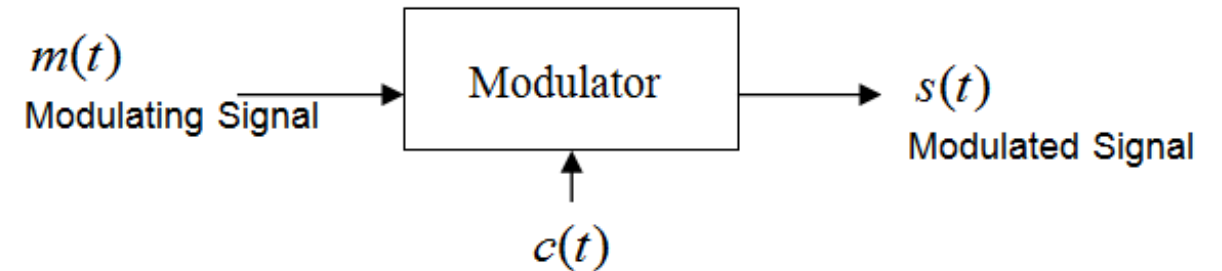 m(t)
Modulating Signal
Modulator
s(t)
Modulated Signal
c(t)